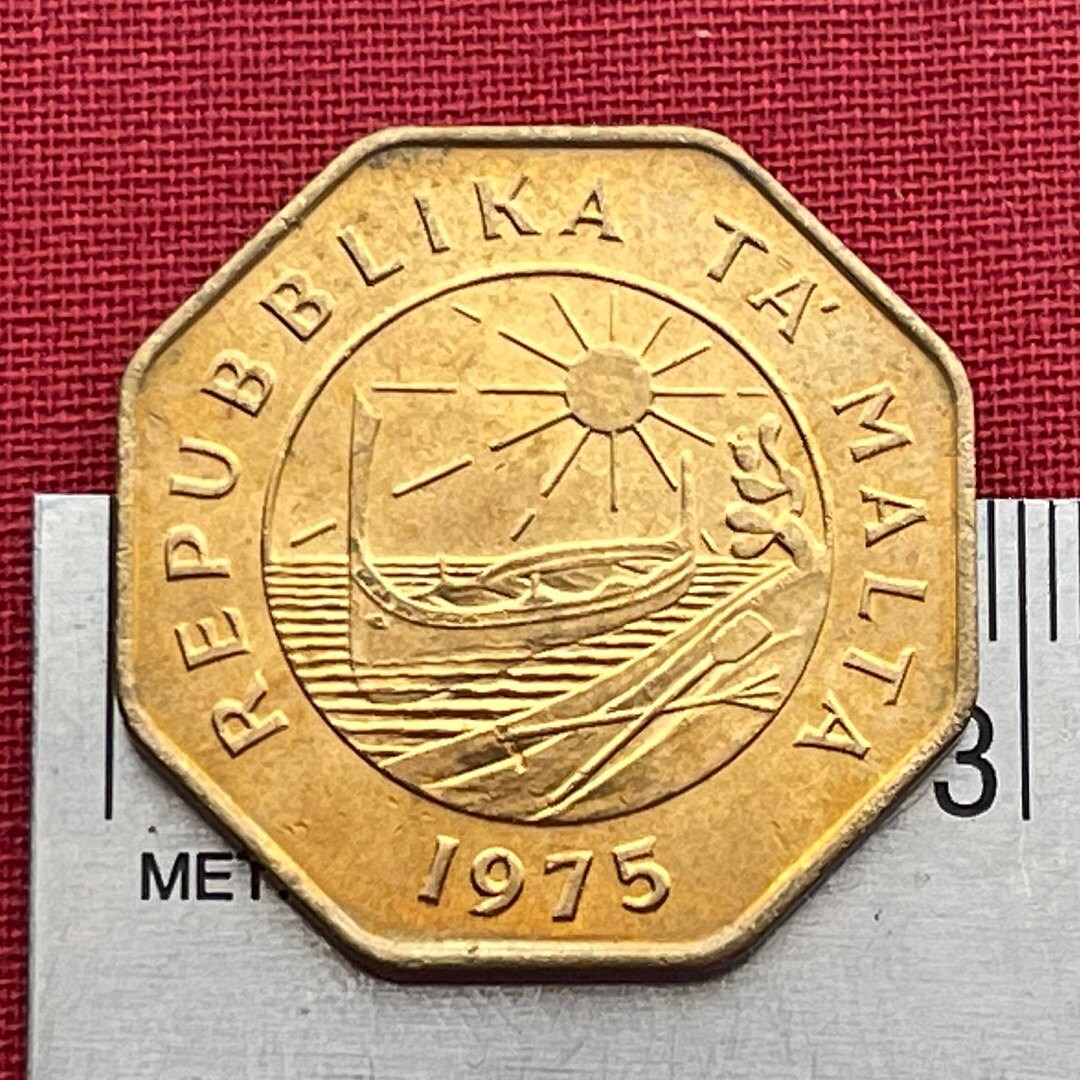 REPUBBLIKA TA' MALTA
1975
3
MET.